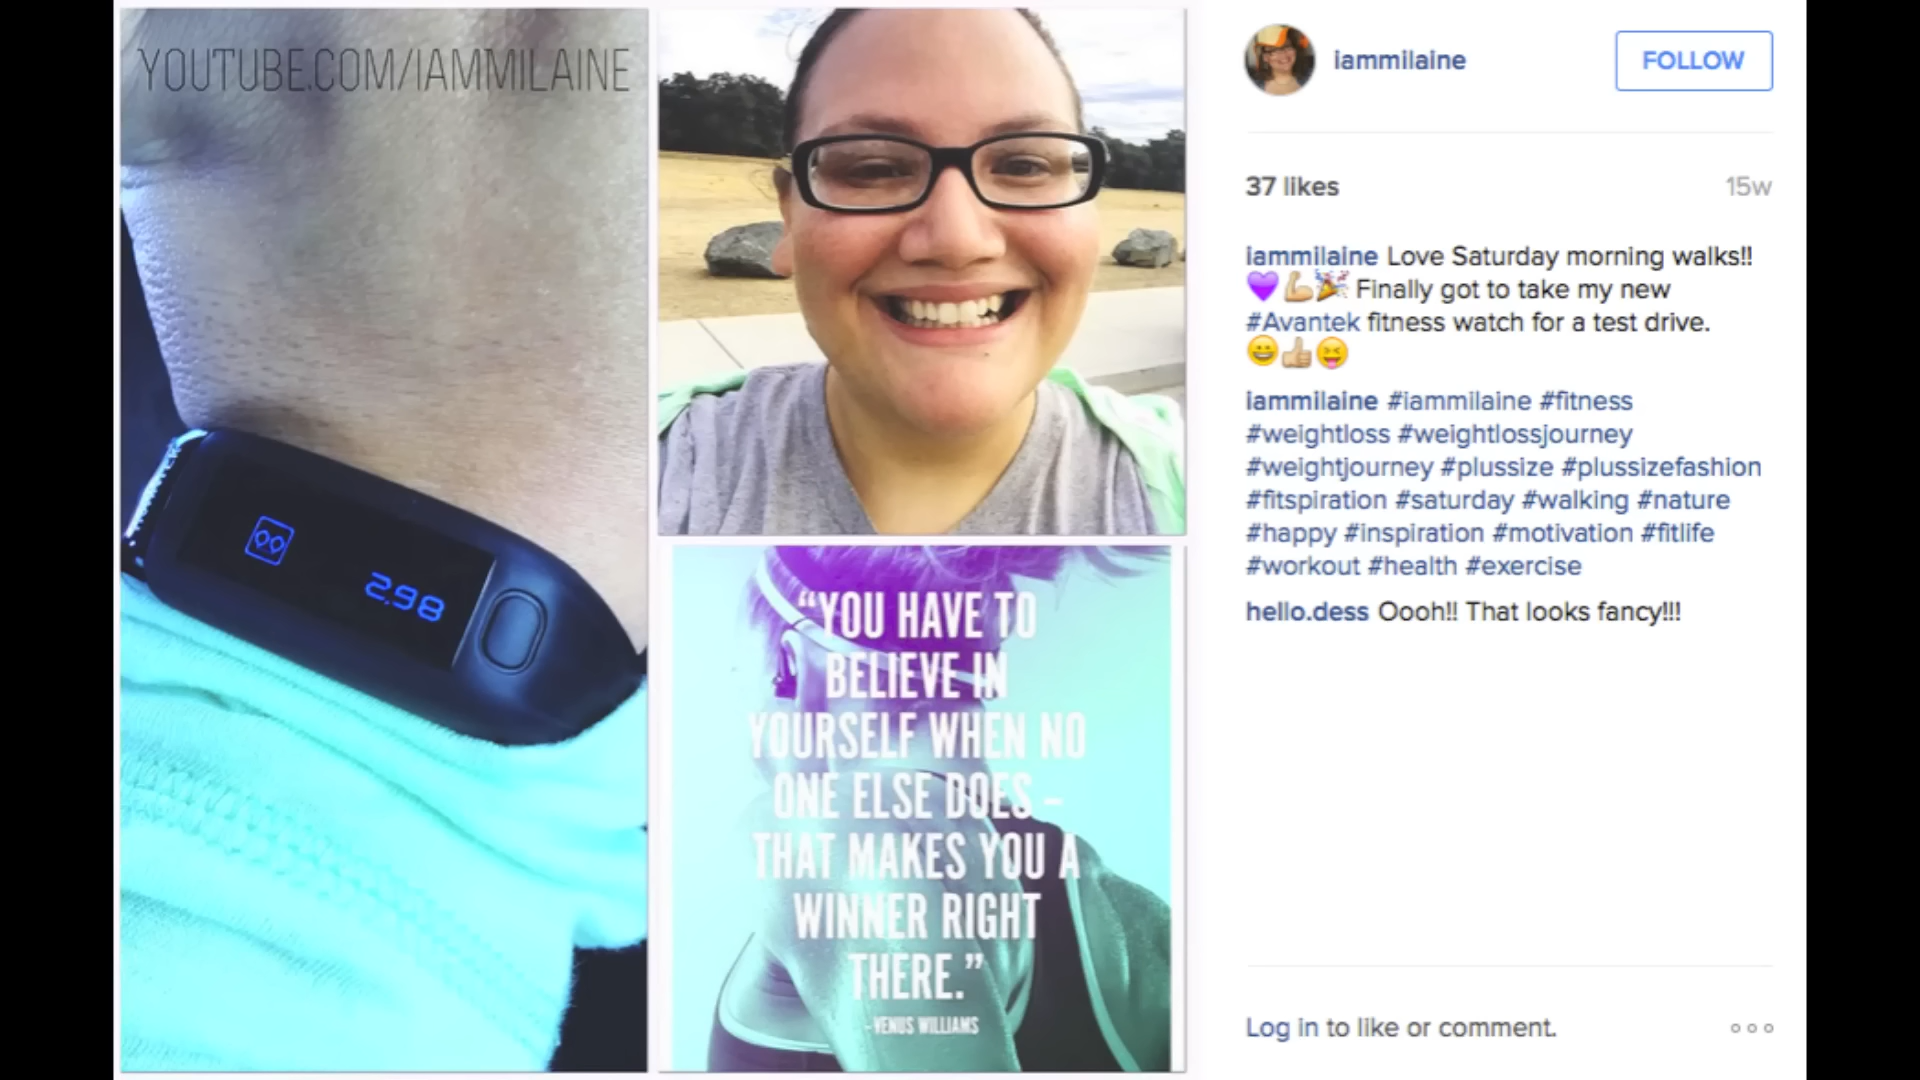 YOUTUBE.COM/IAMMILAINE
2.98
"YOU HAVE TO
BELIEVE IN
YOURSELF WHEN NO
ONE ELSE DOES –
THAT MAKES YOU A
WINNER RIGHT
THERE."
-VENUS WILLIAMS
iammilaine
FOLLOW
37 likes
15w
iammilaine Love Saturday morning walks!!
💜💪🎉 Finally got to take my new
#Avantek fitness watch for a test drive.
😀👍😝
iammilaine #iammilaine #fitness
#weightloss #weightlossjourney
#weightjourney #plussize #plussizefashion
#fitspiration #saturday #walking #nature
#happy #inspiration #motivation #fitlife
#workout #health #exercise
hello.dess Oooh!! That looks fancy!!!
Log in to like or comment.